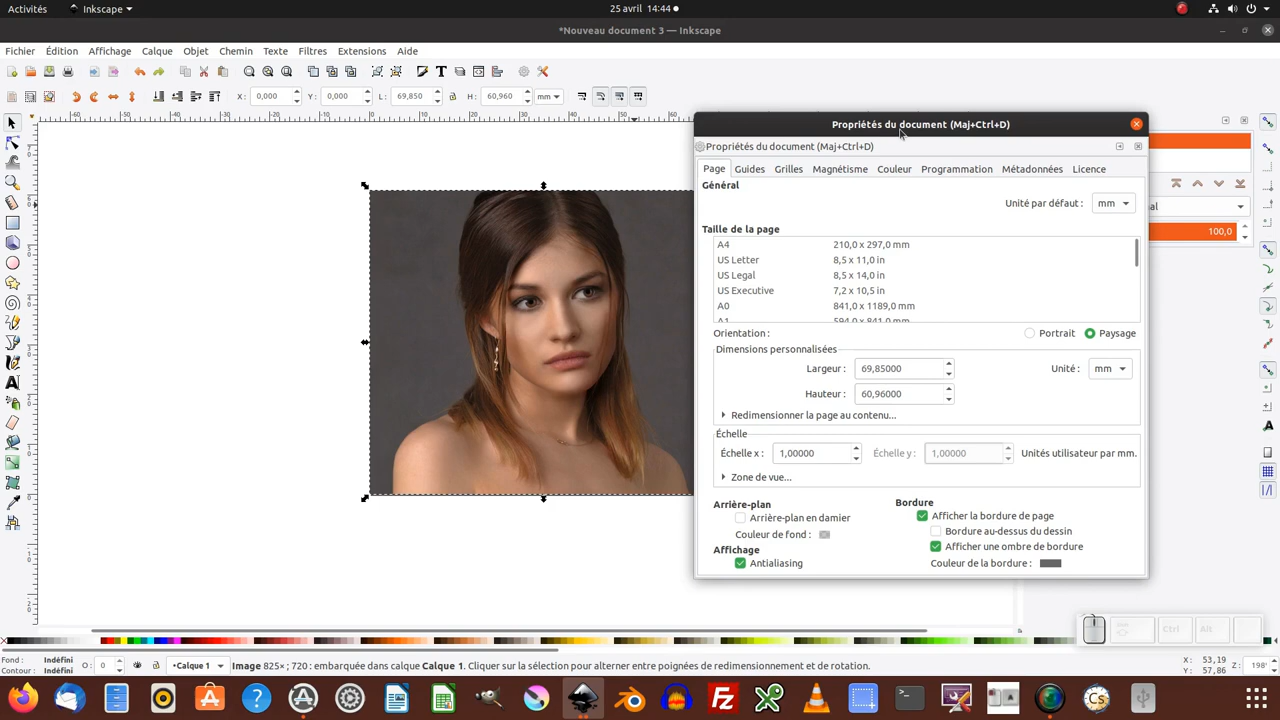 Activités
Inkscape
25 avril 14:44
*Nouveau document 3 — Inkscape
Fichier Édition Affichage Calque Objet Chemin Texte Filtres Extensions Aide
X : 0,000 Y : 0,000 L : 69,850 H : 60,960 mm
Propriétés du document (Maj+Ctrl+D)
Propriétés du document (Maj+Ctrl+D)
Page Guides Grilles Magnétisme Couleur Programmation Métadonnées Licence
Général
Unité par défaut : mm
Taille de la page
A4 210,0 x 297,0 mm
US Letter 8,5 x 11,0 in
US Legal 8,5 x 14,0 in
US Executive 7,2 x 10,5 in
A0 841,0 x 1189,0 mm
A1 594,0 x 841,0 mm
Orientation : Portrait Paysage
Dimensions personnalisées
Largeur : 69,85000 Unité : mm
Hauteur : 60,96000
Redimensionner la page au contenu...
Échelle
Échelle x : 1,00000 Échelle y : 1,00000 Unités utilisateur par mm.
Zone de vue...
Arrière-plan
Arrière-plan en damier
Couleur de fond :
Affichage
Antialiasing
Bordure
Afficher la bordure de page
Bordure au-dessus du dessin
Afficher une ombre de bordure
Couleur de la bordure :
al
100,0
Ctrl Alt
Fond : Indéfini
Contour : Indéfini
O : 0
•Calque 1
Image 825× ; 720 : embarquée dans calque Calque 1. Cliquer sur la sélection pour alterner entre poignées de redimensionnement et de rotation.
X : 53,19
Y : 57,86
Z : 198